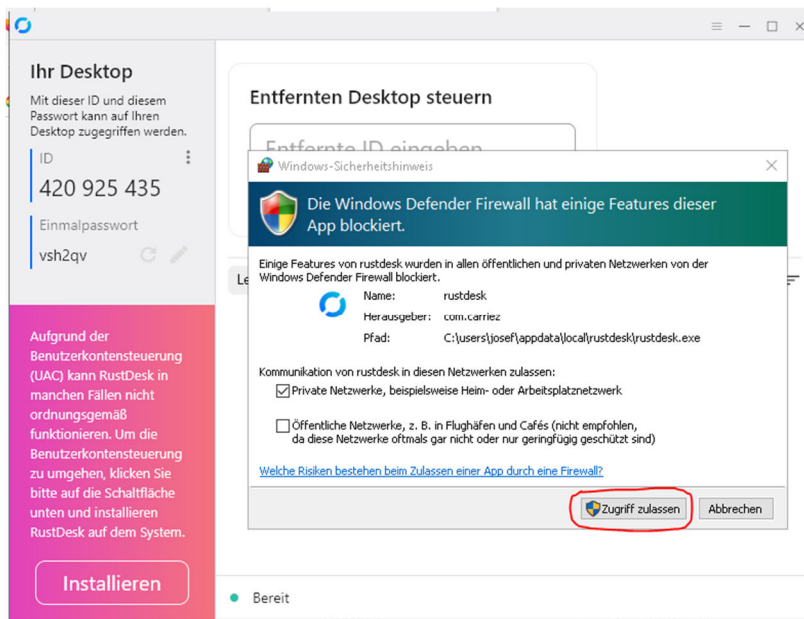 Ihr Desktop
Mit dieser ID und diesem
Passwort kann auf Ihren
Desktop zugegriffen werden.
ID
420 925 435
Einmalpasswort
vsh2qv
Aufgrund der
Benutzerkontensteuerung
(UAC) kann RustDesk in
manchen Fällen nicht
ordnungsgemäß
funktionieren. Um die
Benutzerkontensteuerung
zu umgehen, klicken Sie
bitte auf die Schaltfläche
unten und installieren
RustDesk auf dem System.
Installieren
Entfernten Desktop steuern
Entfernte ID eingeben
Le
Windows-Sicherheitshinweis
Die Windows Defender Firewall hat einige Features dieser
App blockiert.
Einige Features von rustdesk wurden in allen öffentlichen und privaten Netzwerken von der
Windows Defender Firewall blockiert.
Name: rustdesk
Herausgeber: com.carriez
Pfad: C:\users\josef\appdata\local\rustdesk\rustdesk.exe
Kommunikation von rustdesk in diesen Netzwerken zulassen:
Private Netzwerke, beispielsweise Heim- oder Arbeitsplatznetzwerk
Öffentliche Netzwerke, z. B. in Flughäfen und Cafés (nicht empfohlen,
da diese Netzwerke oftmals gar nicht oder nur geringfügig geschützt sind)
Welche Risiken bestehen beim Zulassen einer App durch eine Firewall?
Zugriff zulassen Abbrechen
Bereit